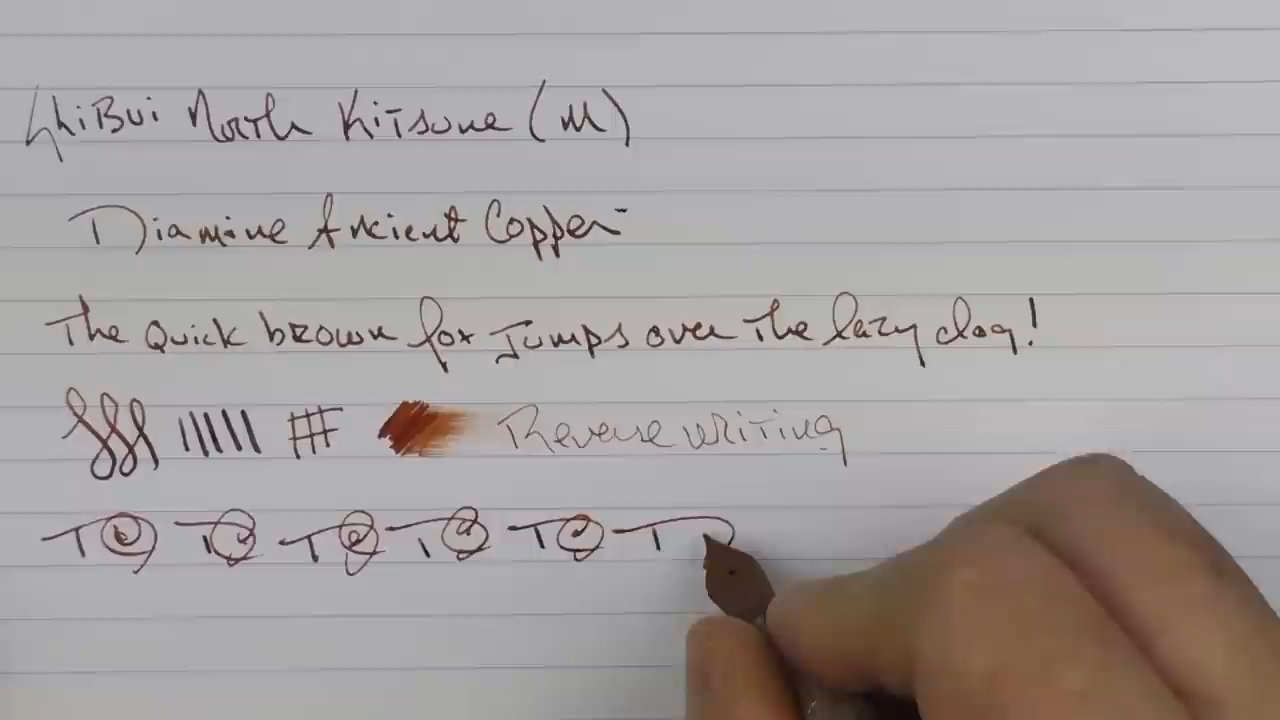 ShiBui North Kitsune (M)
Diamine Ancient Copper
The Quick brown fox Jumps over The lazy dog!
Reverse writing